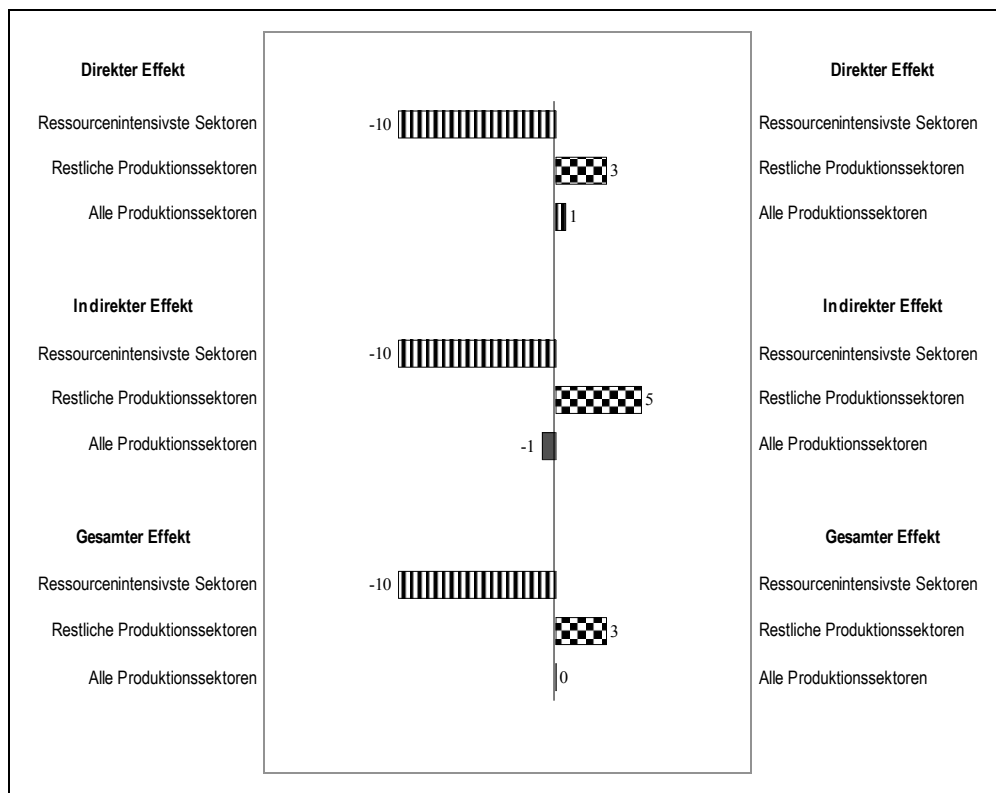 Direkter Effekt Direkter Effekt
Ressourcenintensivste Sektoren -10 Ressourcenintensivste Sektoren
Restliche Produktionssektoren 3 Restliche Produktionssektoren
Alle Produktionssektoren 1 Alle Produktionssektoren
Indirekter Effekt Indirekter Effekt
Ressourcenintensivste Sektoren -10 Ressourcenintensivste Sektoren
Restliche Produktionssektoren 5 Restliche Produktionssektoren
Alle Produktionssektoren -1 Alle Produktionssektoren
Gesamter Effekt Gesamter Effekt
Ressourcenintensivste Sektoren -10 Ressourcenintensivste Sektoren
Restliche Produktionssektoren 3 Restliche Produktionssektoren
Alle Produktionssektoren 0 Alle Produktionssektoren